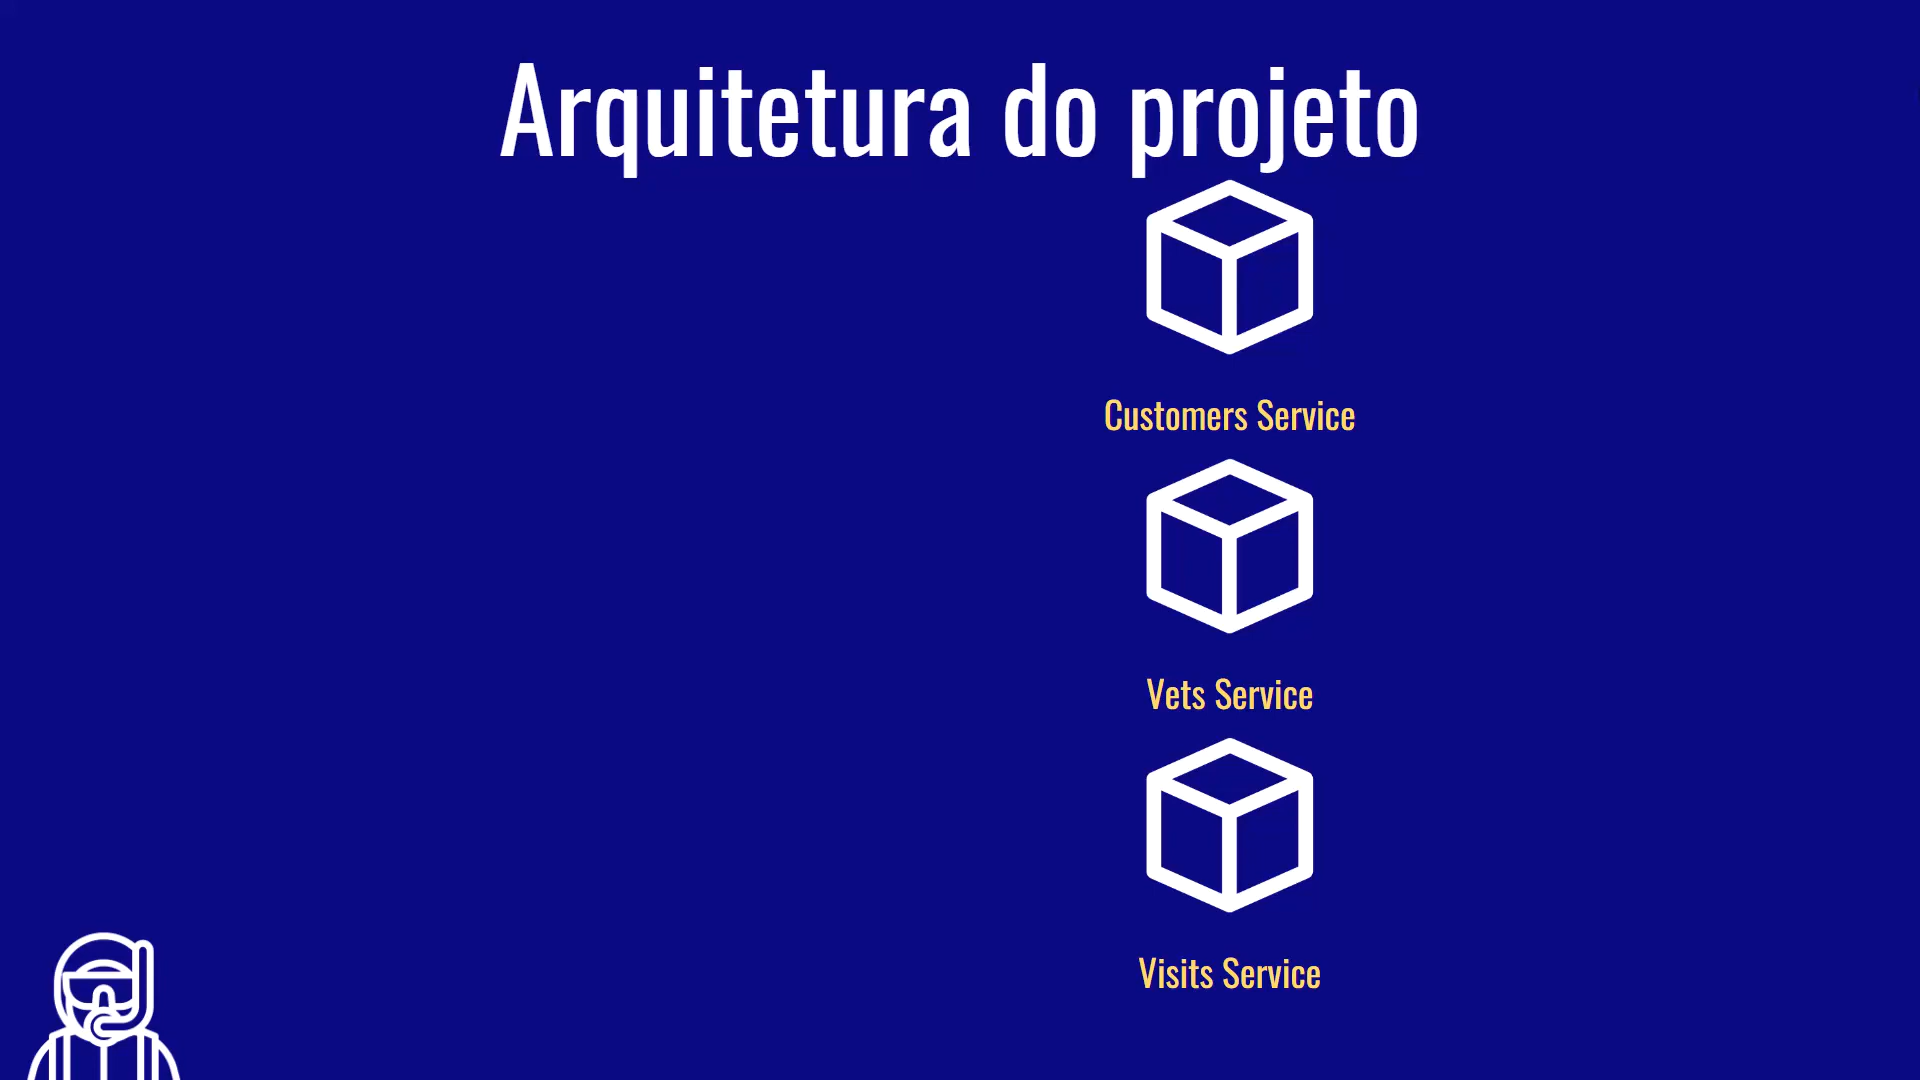 Arquitetura do projeto
Customers Service
Vets Service
Visits Service